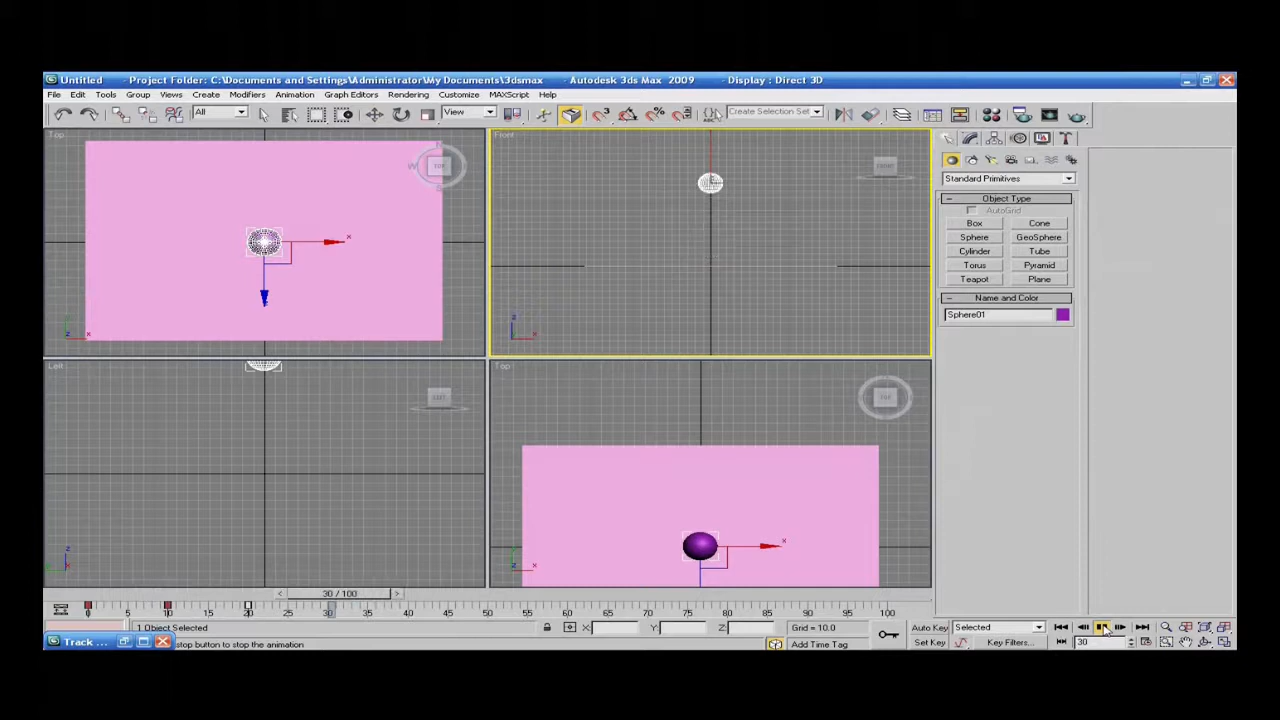 Untitled - Project Folder: C:\Documents and Settings\Administrator\My Documents\3dsmax - Autodesk 3ds Max 2009 - Display : Direct 3D
File Edit Tools Group Views Create Modifiers Animation Graph Editors Rendering Customize MAXScript Help
All View Create Selection Set
Top Front
W TOP FRONT
S
Standard Primitives
Object Type
AutoGrid
Box Cone
Sphere GeoSphere
Cylinder Tube
Torus Pyramid
Teapot Plane
Name and Color
Sphere01
x
z x
z x
Left Top
LEFT TOP
x
z
x
30 / 100
0 5 10 15 20 25 30 35 40 45 50 55 60 65 70 75 80 85 90 95 100
1 Object Selected X: Y: Z: Grid = 10.0 Auto Key Selected
Track ... stop button to stop the animation Add Time Tag Set Key Key Filters... 30